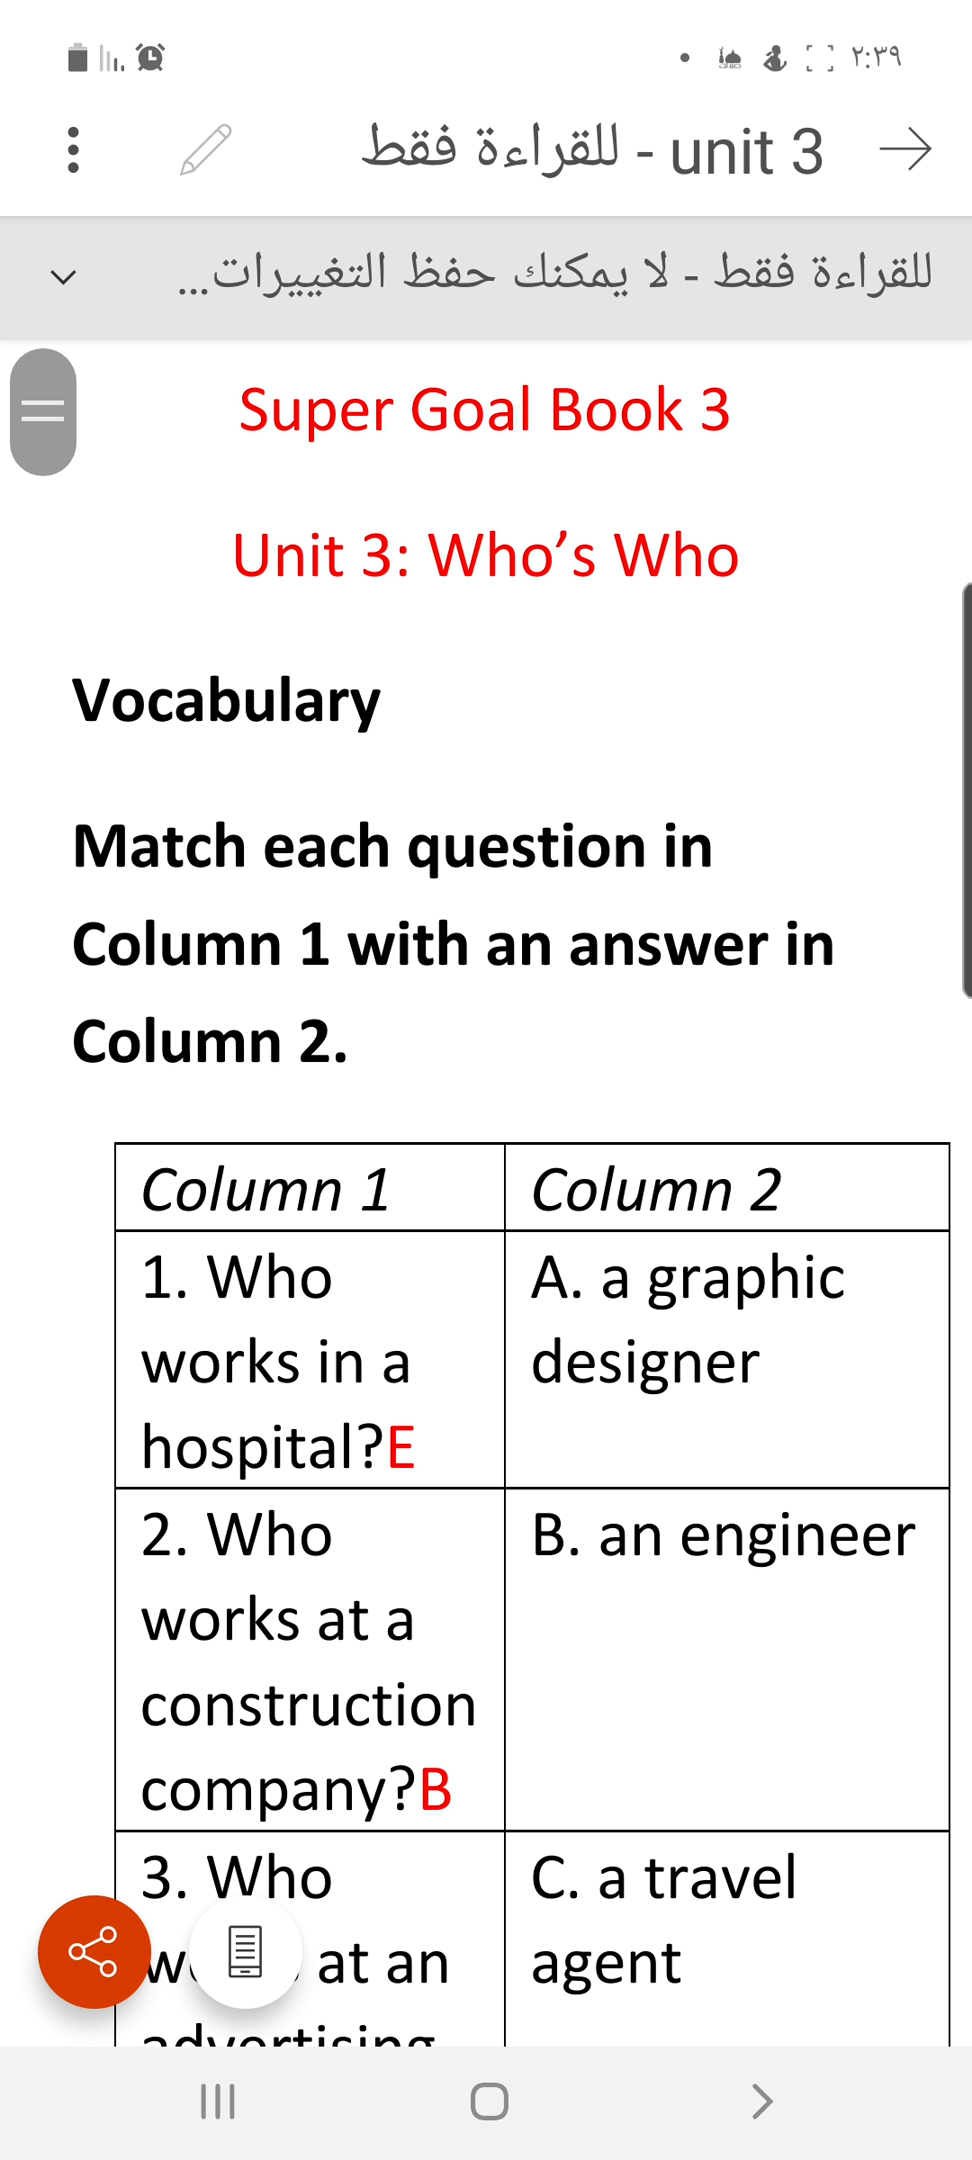 ٢:٣٩
unit 3 - للقراءة فقط
للقراءة فقط - لا يمكنك حفظ التغييرات...
Super Goal Book 3
Unit 3: Who’s Who
Vocabulary
Match each question in
Column 1 with an answer in
Column 2.
Column 1
Column 2
1. Who
works in a
hospital?E
A. a graphic
designer
2. Who
works at a
construction
company?B
B. an engineer
3. Who
at an
advertising
C. a travel
agent